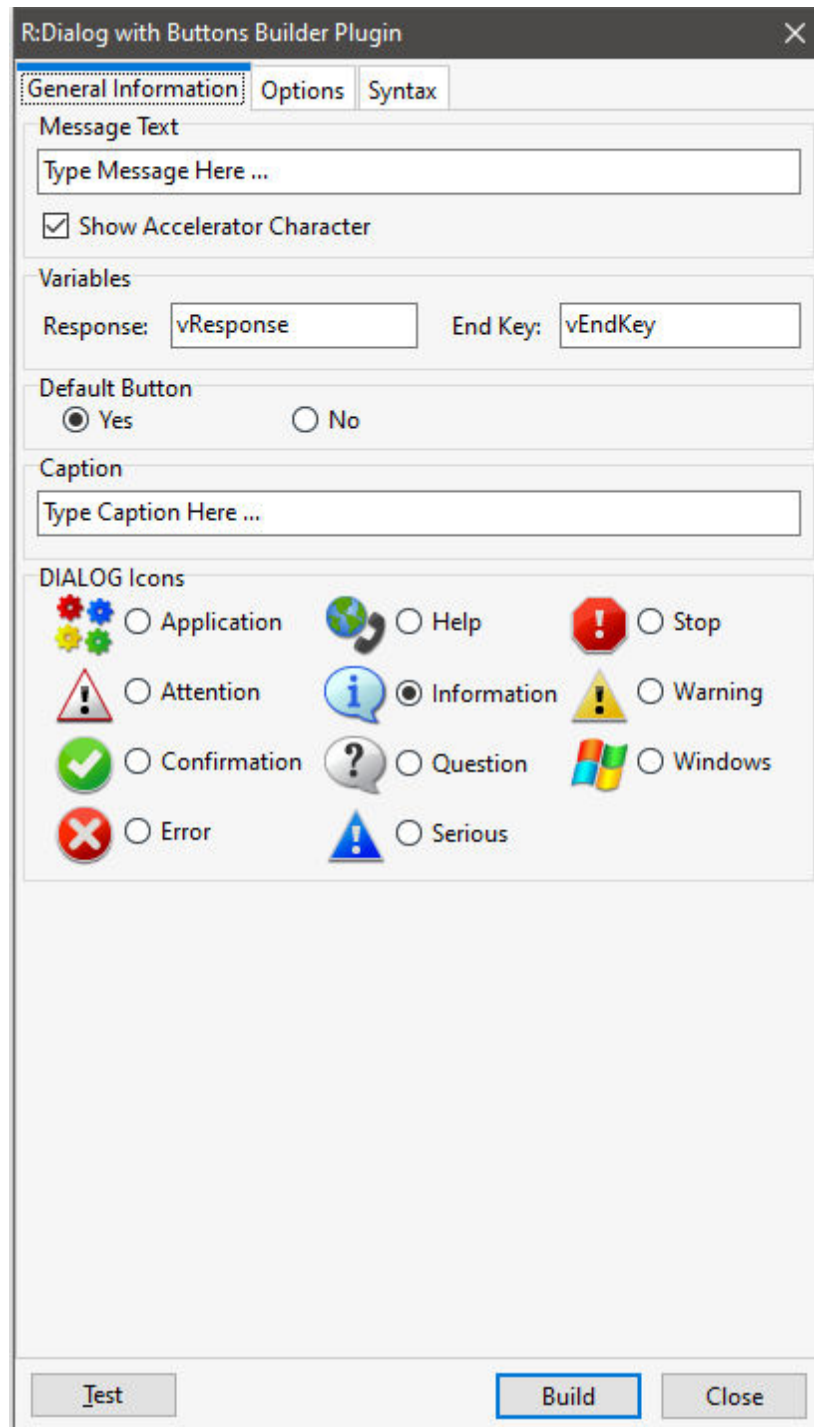 R:Dialog with Buttons Builder Plugin
General Information Options Syntax
Message Text
Type Message Here ...
Show Accelerator Character
Variables
Response: vResponse End Key: vEndKey
Default Button
Yes No
Caption
Type Caption Here ...
DIALOG Icons
Application Help Stop
Attention Information Warning
Confirmation Question Windows
Error Serious
Test Build Close